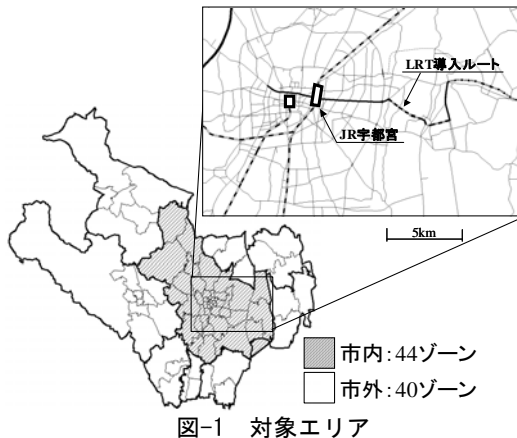 LRT導入ルート
JR宇都宮
5km
市内:44ゾーン
市外:40ゾーン
図-1 対象エリア